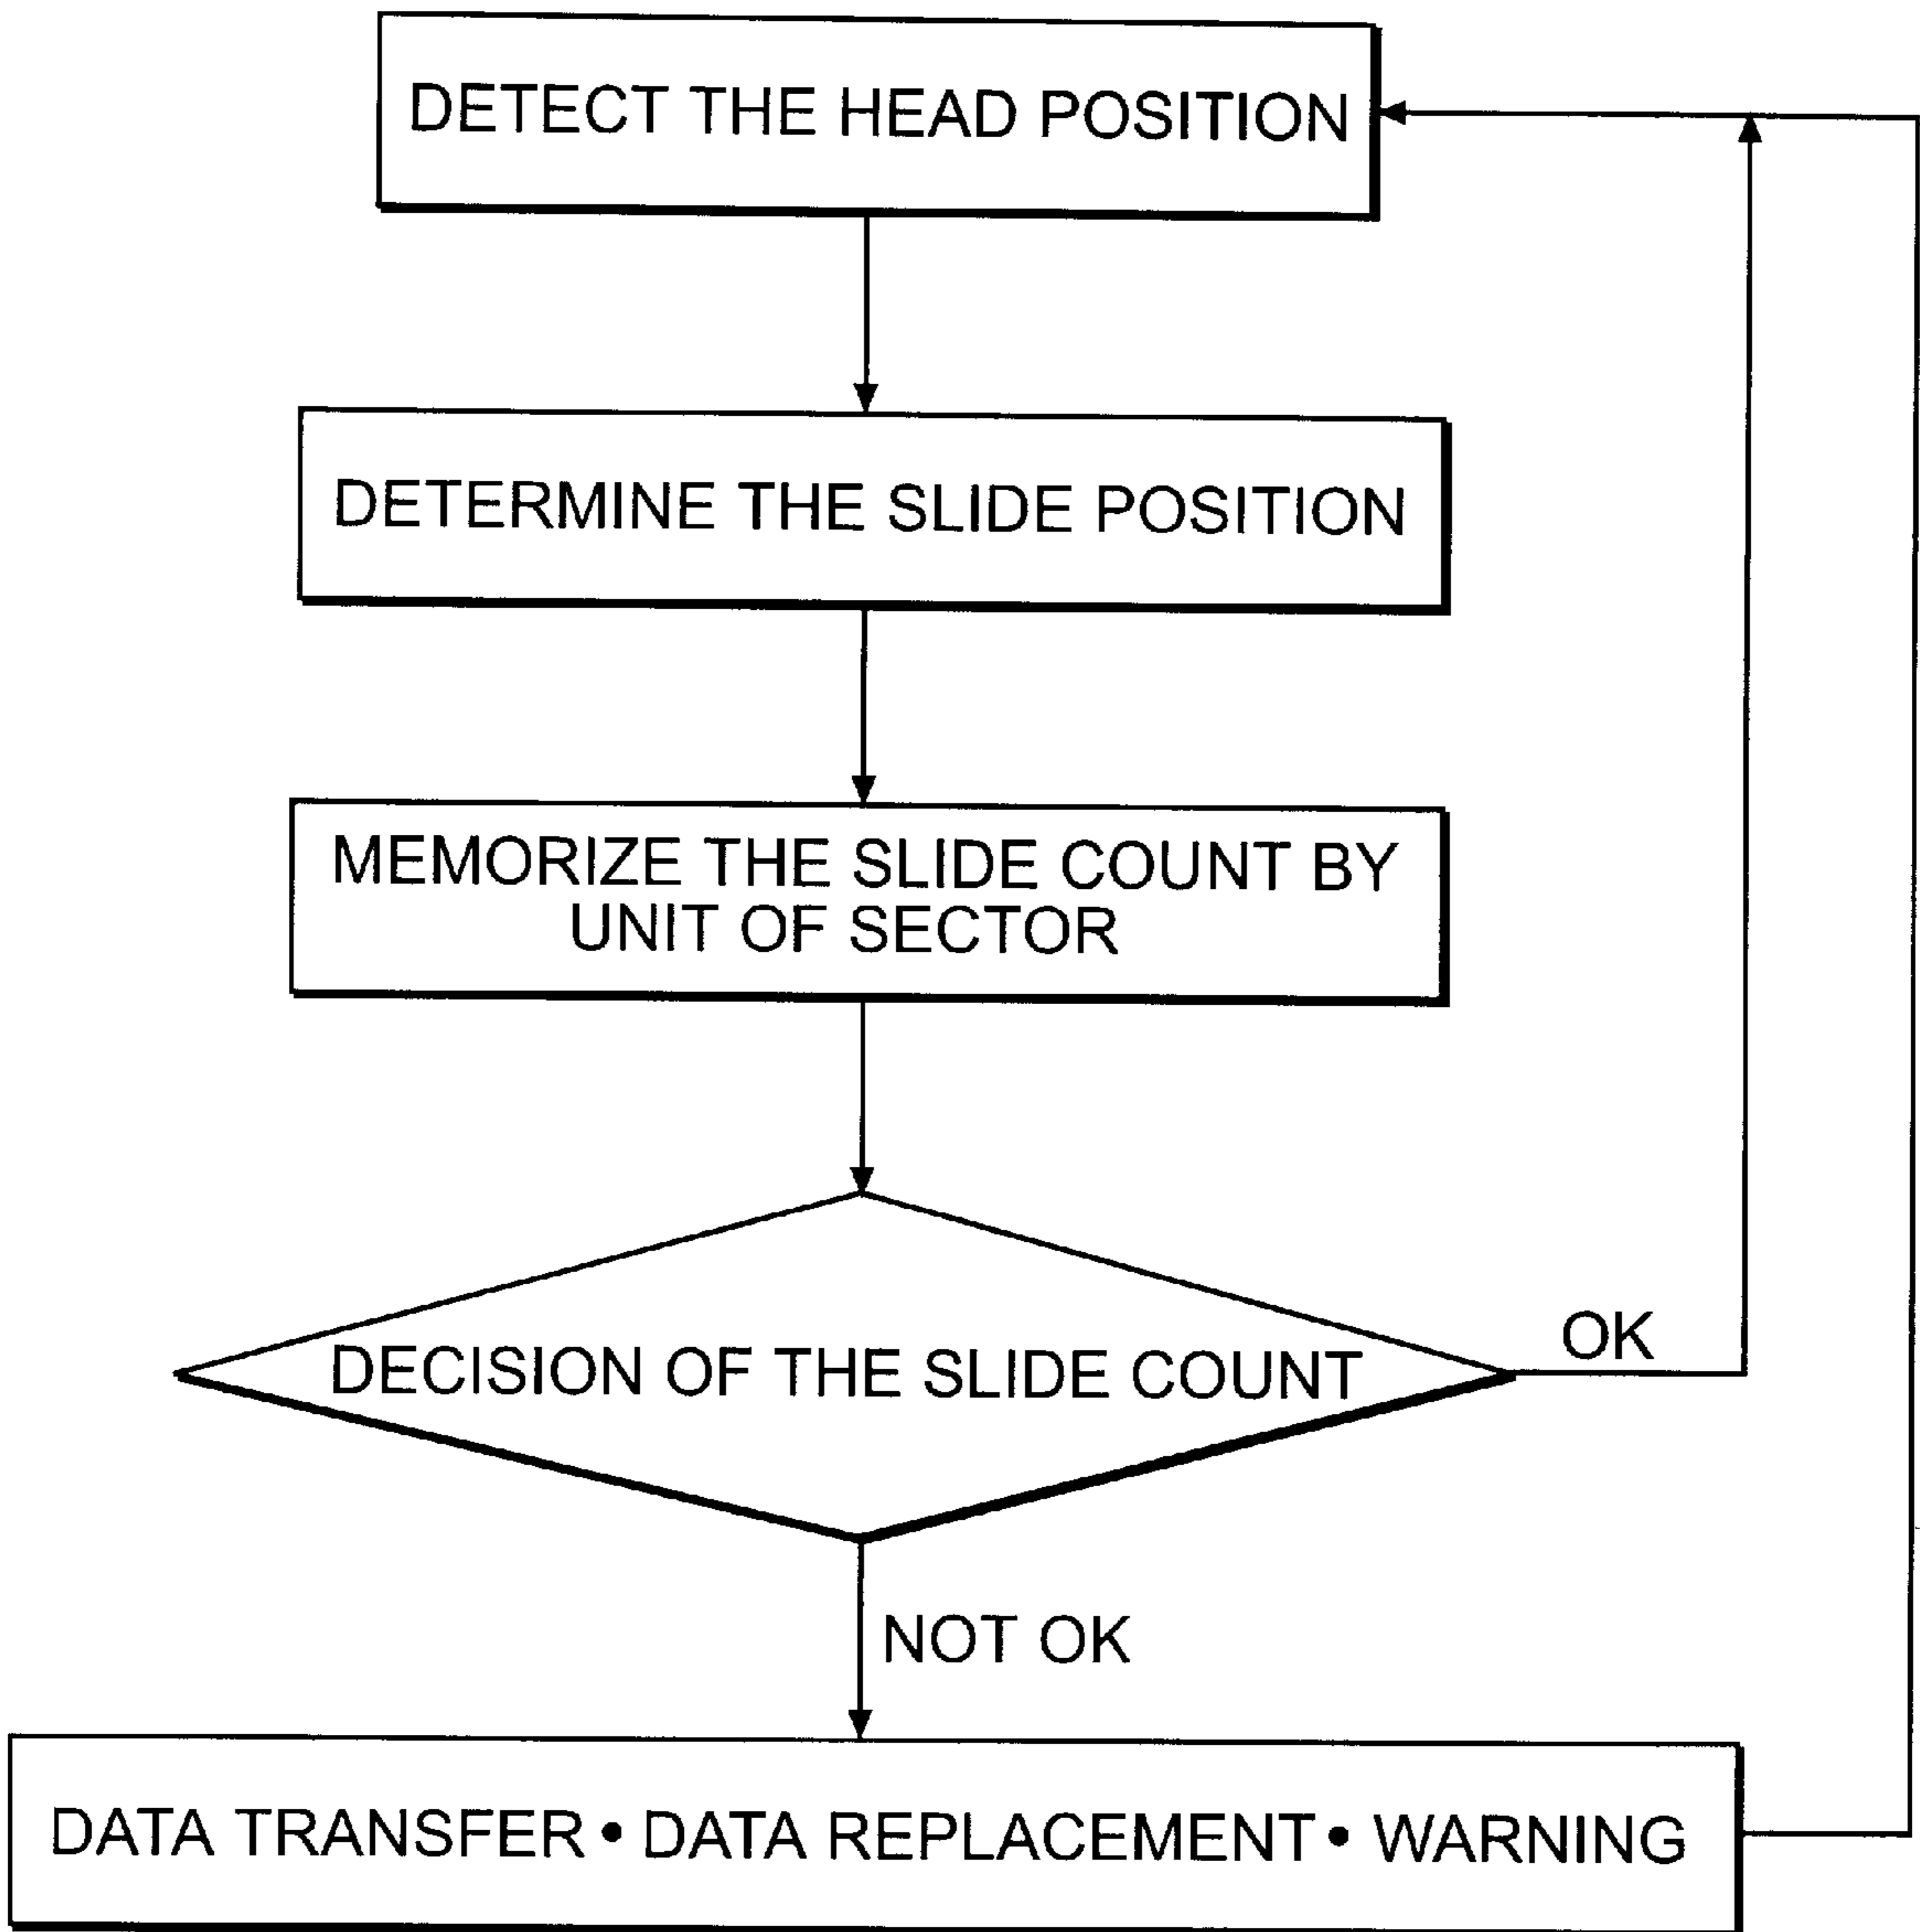 DETECT THE HEAD POSITION
DETERMINE THE SLIDE POSITION
MEMORIZE THE SLIDE COUNT BY
UNIT OF SECTOR
DECISION OF THE SLIDE COUNT
OK
NOT OK
DATA TRANSFER • DATA REPLACEMENT • WARNING